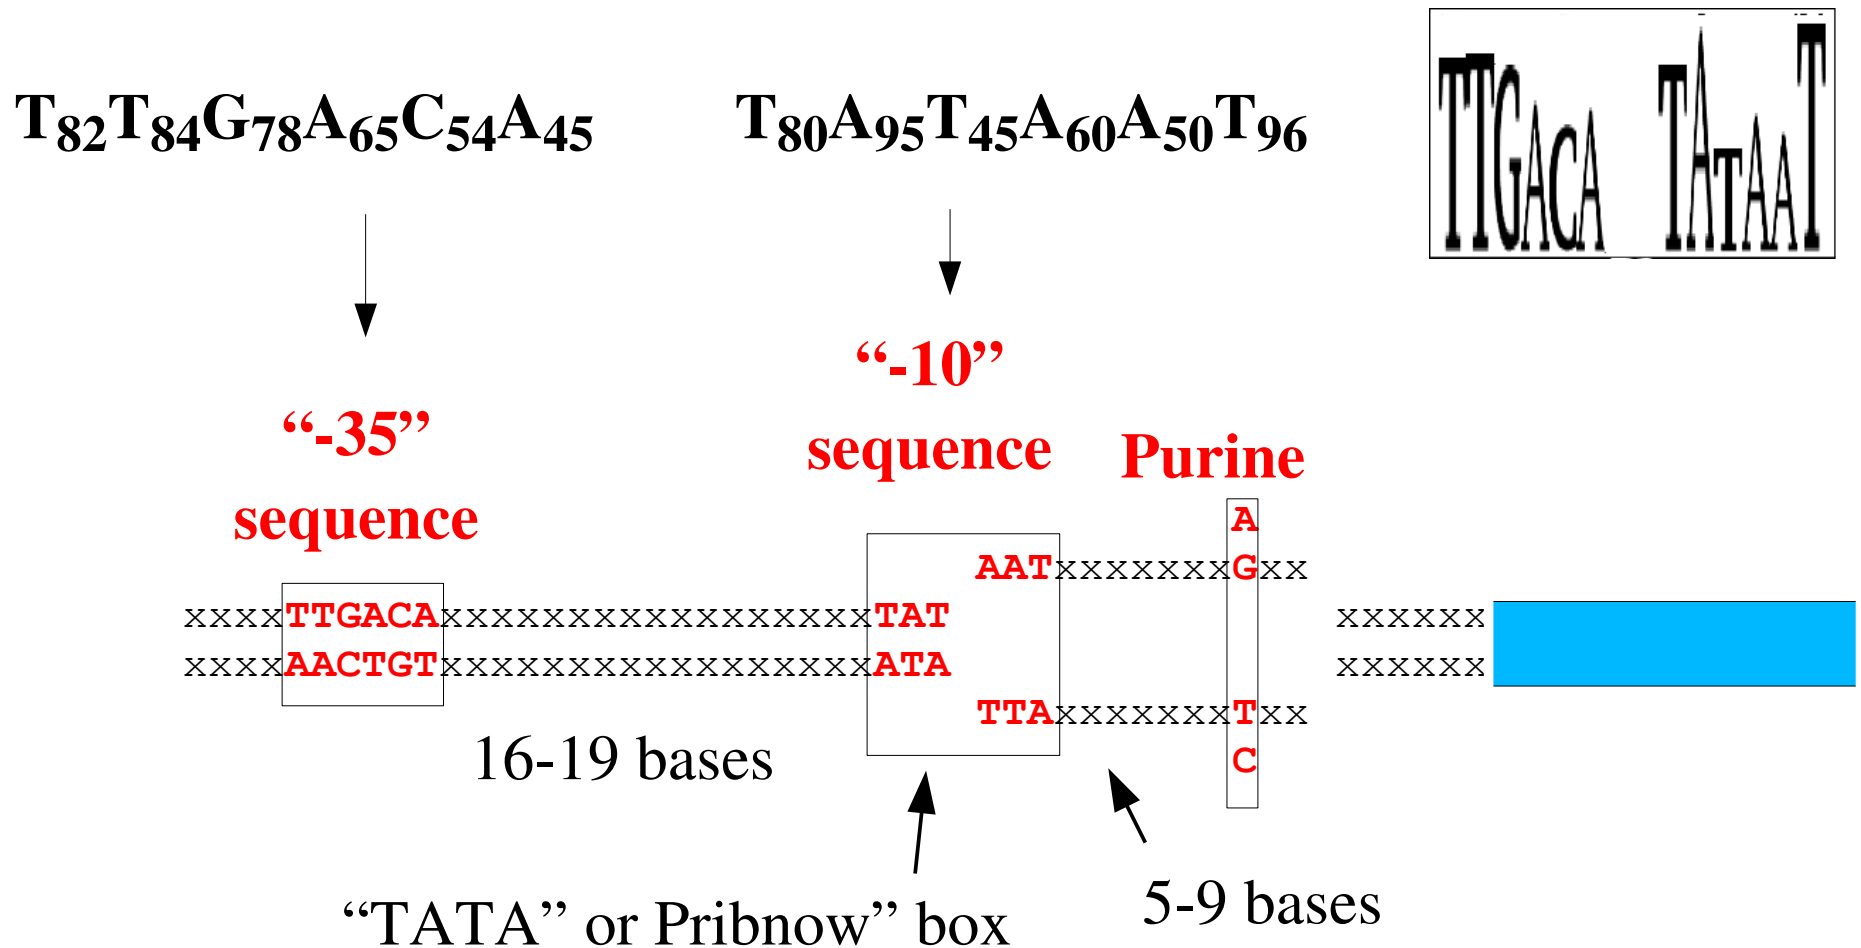 T82T84G78A65C54A45
T80A95T45A60A50T96
TTGACA TATAAT
“-35”
sequence
“-10”
sequence
Purine
A
AATxxxxxxxGxx
xxxxTTGACAxxxxxxxxxxxxxxxxxTAT xxxxxx
xxxxAACTGTxxxxxxxxxxxxxxxxxATA xxxxxx
TTAxxxxxxxTxx
C
16-19 bases
“TATA” or Pribnow” box
5-9 bases